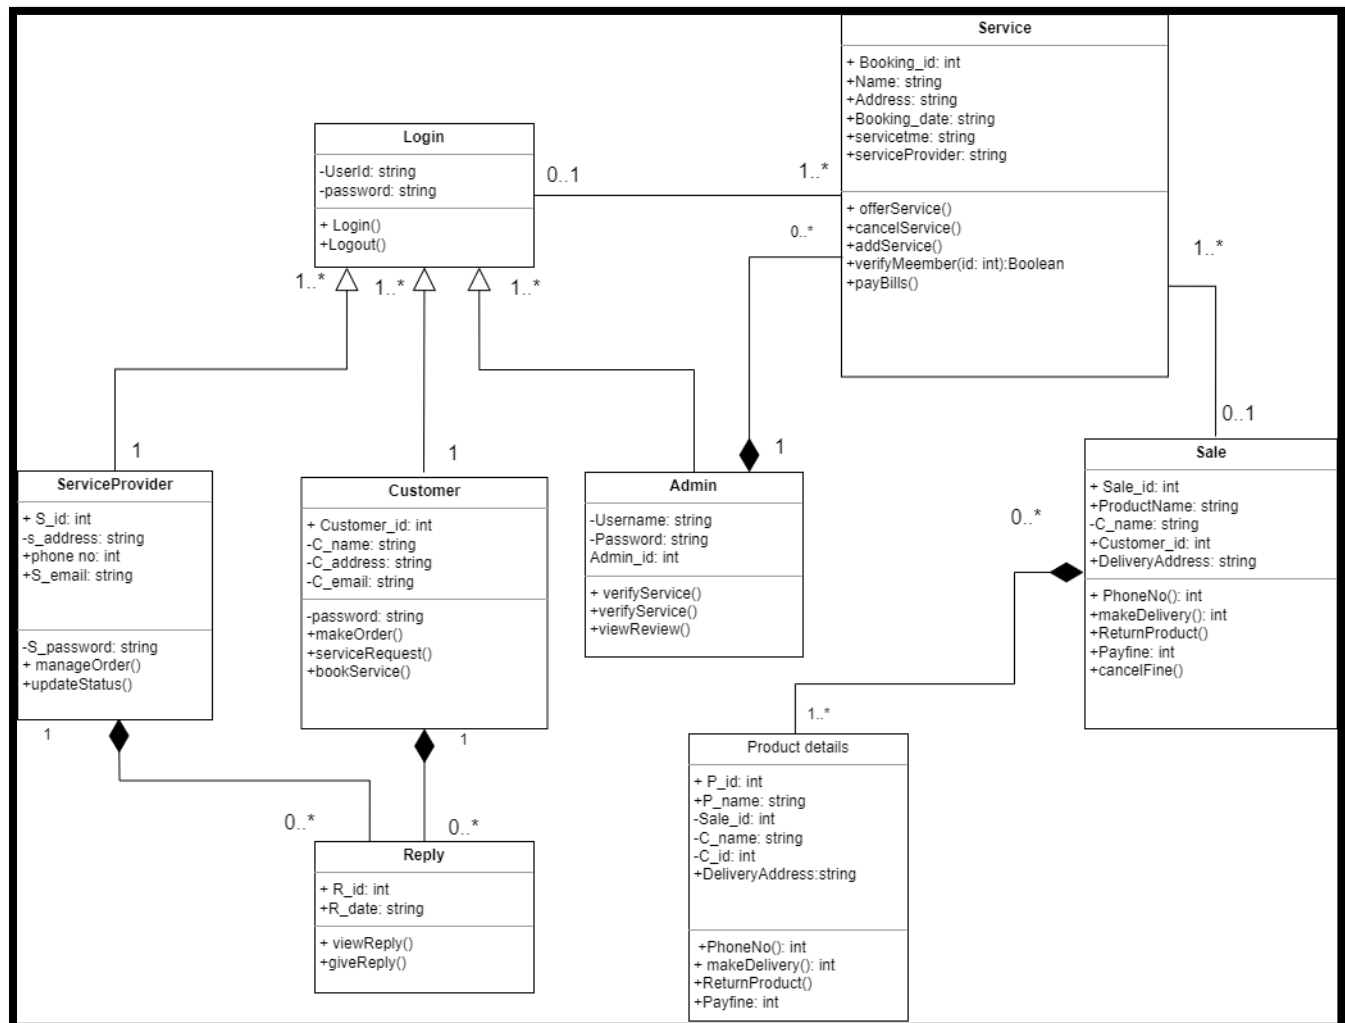 Service
+ Booking_id: int
+Name: string
+Address: string
+Booking_date: string
+servicetme: string
+serviceProvider: string
+ offerService()
+cancelService()
+addService()
+verifyMeember(id: int):Boolean
+payBills()
Login
-UserId: string
-password: string
+ Login()
+Logout()
0..1
1..*
0..*
1..*
1..*
1..*
1..*
0..1
1
1
1
ServiceProvider
+ S_id: int
-s_address: string
+phone no: int
+S_email: string
-S_password: string
+ manageOrder()
+updateStatus()
Customer
+ Customer_id: int
-C_name: string
-C_address: string
-C_email: string
-password: string
+makeOrder()
+serviceRequest()
+bookService()
Admin
-Username: string
-Password: string
Admin_id: int
+ verifyService()
+verifyService()
+viewReview()
Sale
+ Sale_id: int
+ProductName: string
-C_name: string
+Customer_id: int
+DeliveryAddress: string
+ PhoneNo(): int
+makeDelivery(): int
+ReturnProduct()
+Payfine: int
+cancelFine()
0..*
1..*
1
1
0..*
0..*
Product details
+ P_id: int
+P_name: string
-Sale_id: int
-C_name: string
-C_id: int
+DeliveryAddress:string
+PhoneNo(): int
+ makeDelivery(): int
+ReturnProduct()
+Payfine: int
Reply
+ R_id: int
+R_date: string
+ viewReply()
+giveReply()